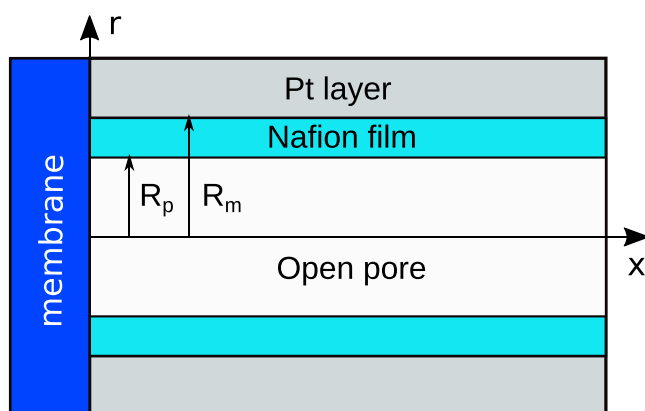 r
Pt layer
Nafion film
Rp Rm
membrane
Open pore
x